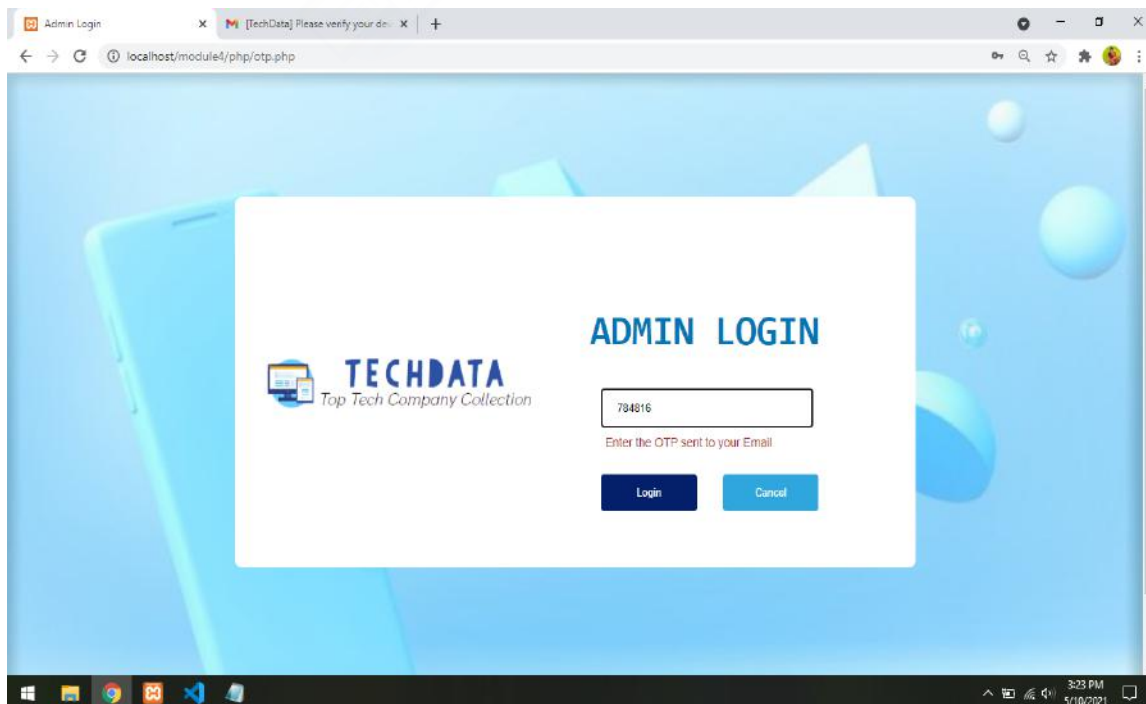 Admin Login
[TechData] Please verify your de
localhost/module4/php/otp.php
ADMIN LOGIN
TECHDATA
Top Tech Company Collection
784816
Enter the OTP sent to your Email
Login
Cancel
3:23 PM
5/10/2021